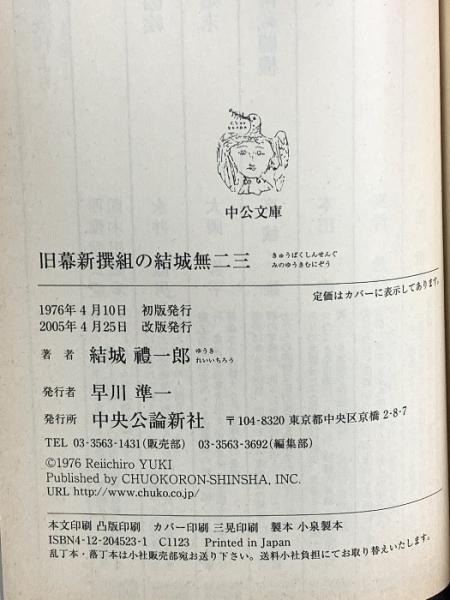 中公文庫
旧幕新撰組の結城無二三
きゅうばくしんせんぐ
みのゆうきむにぞう
定価はカバーに表示してあります。
1976年4月10日 初版発行
2005年4月25日 改版発行
著者 結城禮一郎 ゆうき れいいちろう
発行者 早川準一
発行所 中央公論新社 〒104-8320 東京都中央区京橋2-8-7
TEL 03-3563-1431(販売部) 03-3563-3692(編集部)
©1976 Reiichiro YUKI
Published by CHUOKORON-SHINSHA, INC.
URL http://www.chuko.co.jp/
本文印刷 凸版印刷 カバー印刷 三晃印刷 製本 小泉製本
ISBN4-12-204523-1 C1123 Printed in Japan
乱丁本・落丁本は小社販売部宛お送り下さい。送料小社負担にてお取り替えいたします。